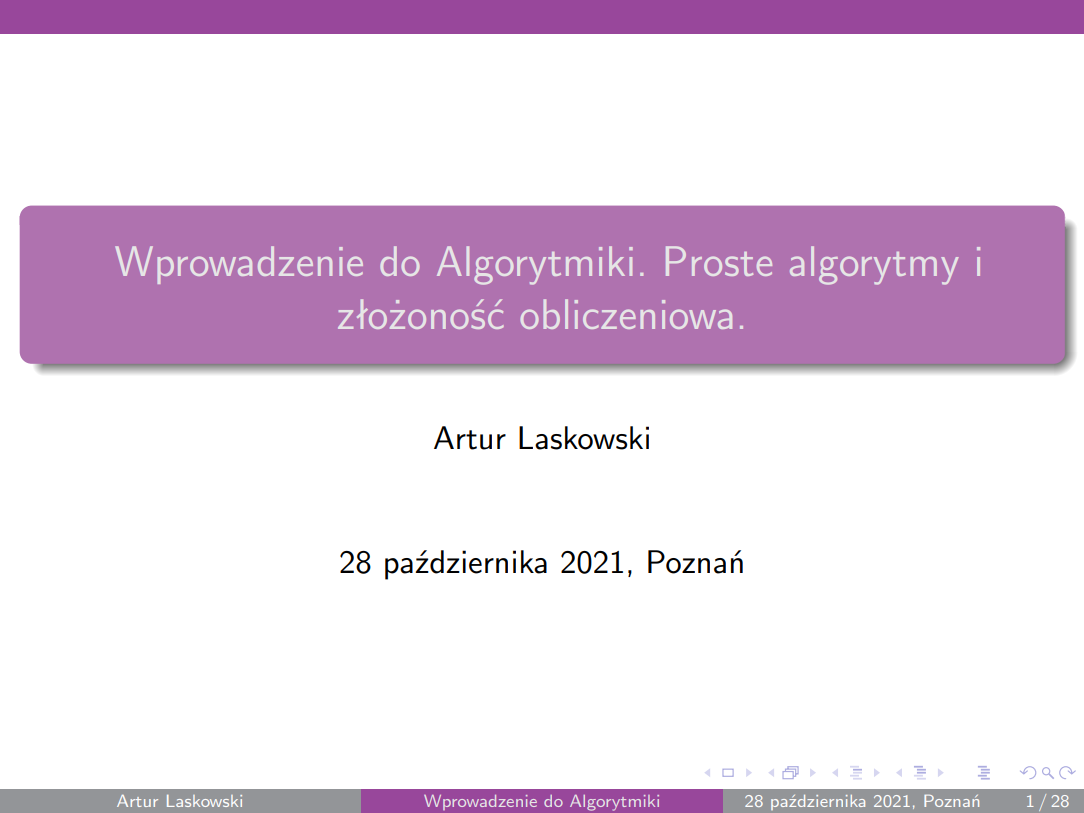 Wprowadzenie do Algorytmiki. Proste algorytmy i
złożoność obliczeniowa.
Artur Laskowski
28 października 2021, Poznań
Artur Laskowski
Wprowadzenie do Algorytmiki
28 października 2021, Poznań
1 / 28